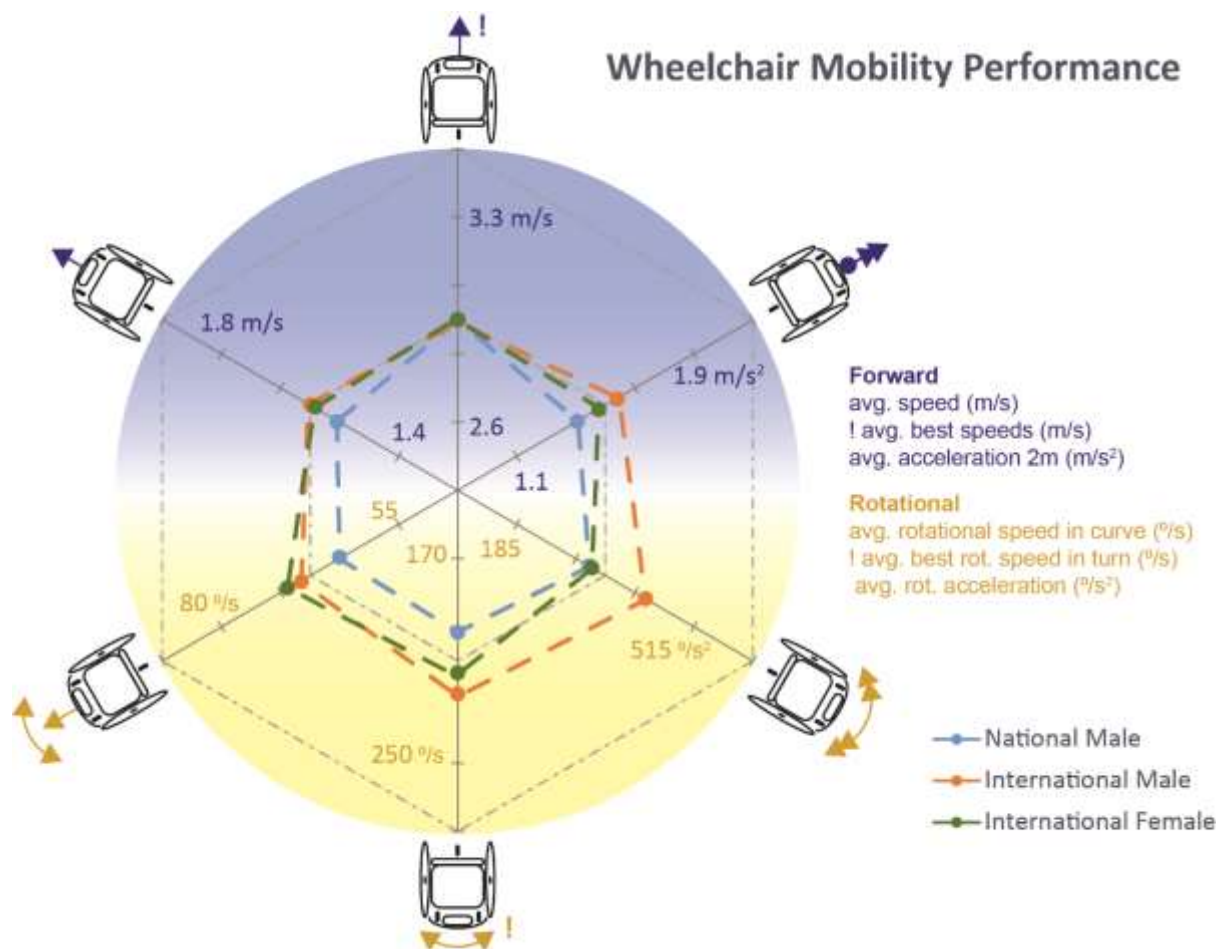 !
Wheelchair Mobility Performance
3.3 m/s
1.8 m/s
1.9 m/s²
1.4
2.6
1.1
Forward
avg. speed (m/s)
! avg. best speeds (m/s)
avg. acceleration 2m (m/s²)
Rotational
avg. rotational speed in curve (º/s)
! avg. best rot. speed in turn (º/s)
avg. rot. acceleration (º/s²)
55
170
185
80 º/s
515 º/s²
250 º/s
National Male
International Male
International Female
!